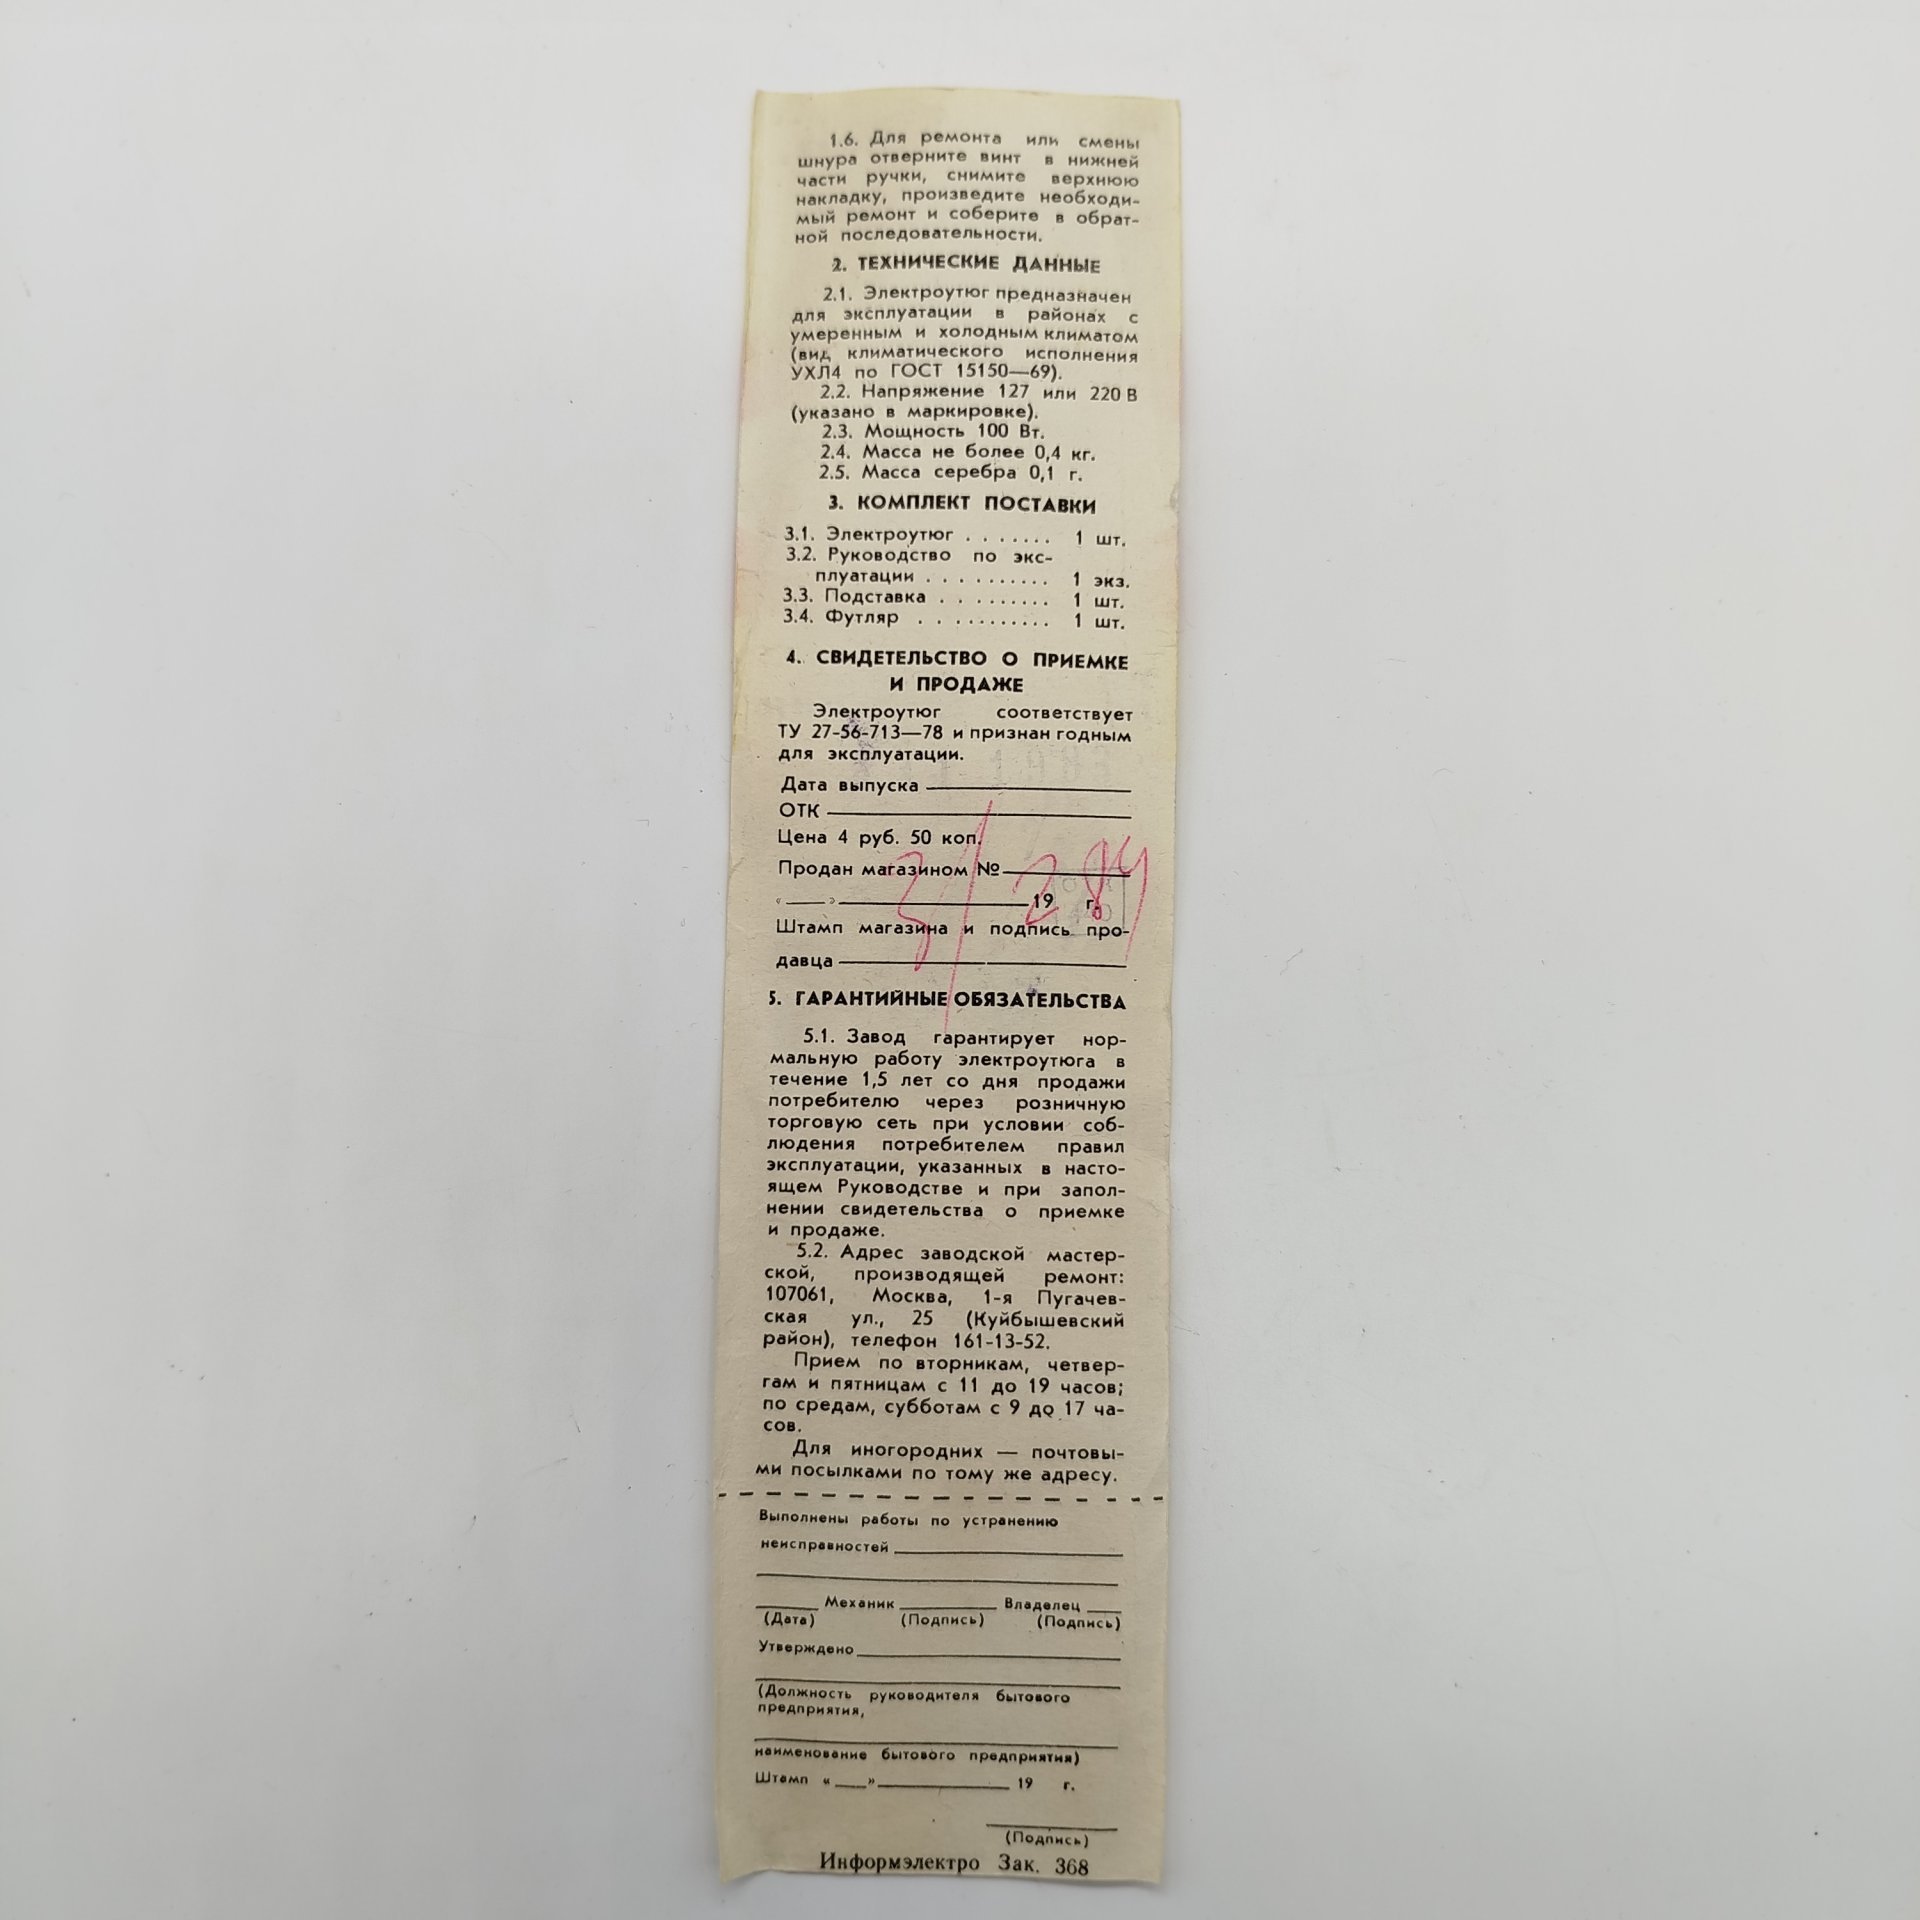 1.6. Для ремонта или смены
шнура отверните винт в нижней
части ручки, снимите верхнюю
накладку, произведите необходи-
мый ремонт и соберите в обрат-
ной последовательности.
2. ТЕХНИЧЕСКИЕ ДАННЫЕ
2.1. Электроутюг предназначен
для эксплуатации в районах с
умеренным и холодным климатом
(вид климатического исполнения
УХЛ4 по ГОСТ 15150—69).
2.2. Напряжение 127 или 220 В
(указано в маркировке).
2.3. Мощность 100 Вт.
2.4. Масса не более 0,4 кг.
2.5. Масса серебра 0,1 г.
3. КОМПЛЕКТ ПОСТАВКИ
3.1. Электроутюг . . . . . . . 1 шт.
3.2. Руководство по экс-
плуатации . . . . . . . . . . 1 экз.
3.3. Подставка . . . . . . . . . 1 шт.
3.4. Футляр . . . . . . . . . . . 1 шт.
4. СВИДЕТЕЛЬСТВО О ПРИЕМКЕ
И ПРОДАЖЕ
Электроутюг соответствует
ТУ 27-56-713—78 и признан годным
для эксплуатации.
Дата выпуска
ОТК
Цена 4 руб. 50 коп.
Продан магазином №
«___» 19 г.
Штамп магазина и подпись про-
давца
5. ГАРАНТИЙНЫЕ ОБЯЗАТЕЛЬСТВА
5.1. Завод гарантирует нор-
мальную работу электроутюга в
течение 1,5 лет со дня продажи
потребителю через розничную
торговую сеть при условии соб-
людения потребителем правил
эксплуатации, указанных в насто-
ящем Руководстве и при запол-
нении свидетельства о приемке
и продаже.
5.2. Адрес заводской мастер-
ской, производящей ремонт:
107061, Москва, 1-я Пугачев-
ская ул., 25 (Куйбышевский
район), телефон 161-13-52.
Прием по вторникам, четвер-
гам и пятницам с 11 до 19 часов;
по средам, субботам с 9 до 17 ча-
сов.
Для иногородних — почтовы-
ми посылками по тому же адресу.
Выполнены работы по устранению
неисправностей
Механик Владелец
(Дата) (Подпись) (Подпись)
Утверждено
(Должность руководителя бытового
предприятия,
наименование бытового предприятия)
Штамп «___» 19 г.
(Подпись)
Информэлектро Зак. 368